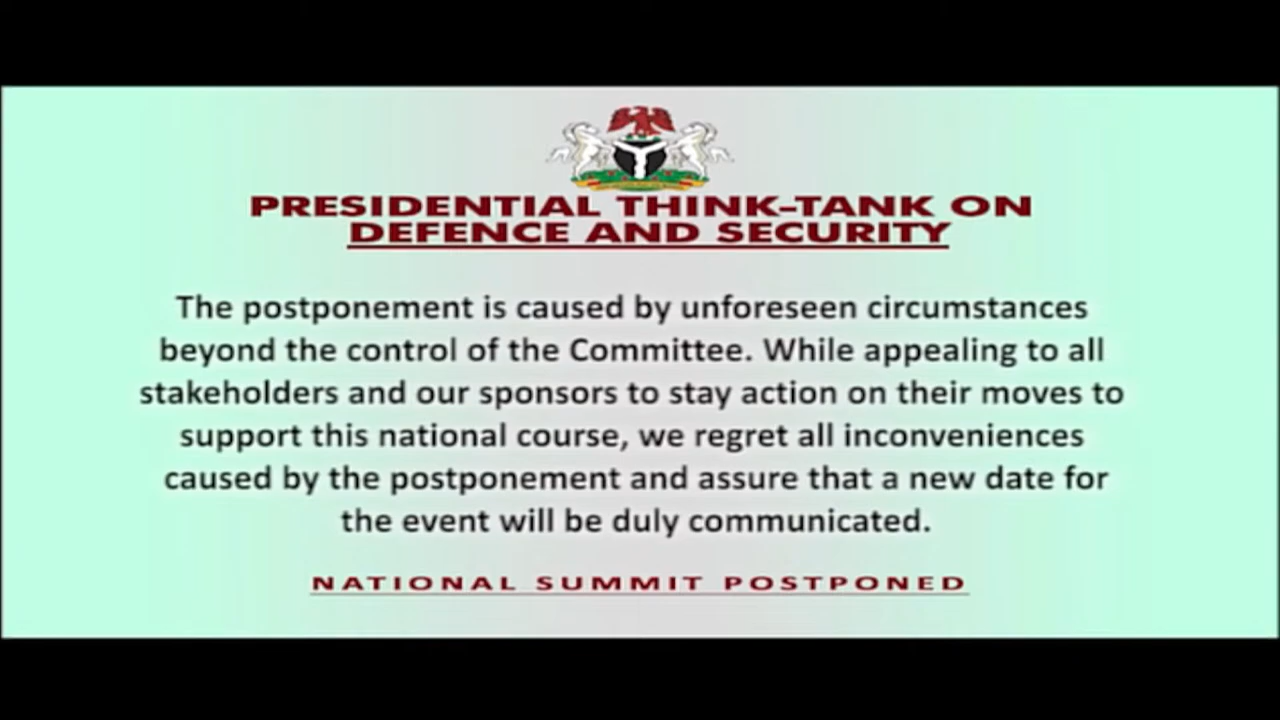 PRESIDENTIAL THINK-TANK ON
DEFENCE AND SECURITY
The postponement is caused by unforeseen circumstances
beyond the control of the Committee. While appealing to all
stakeholders and our sponsors to stay action on their moves to
support this national course, we regret all inconveniences
caused by the postponement and assure that a new date for
the event will be duly communicated.
NATIONAL SUMMIT POSTPONED